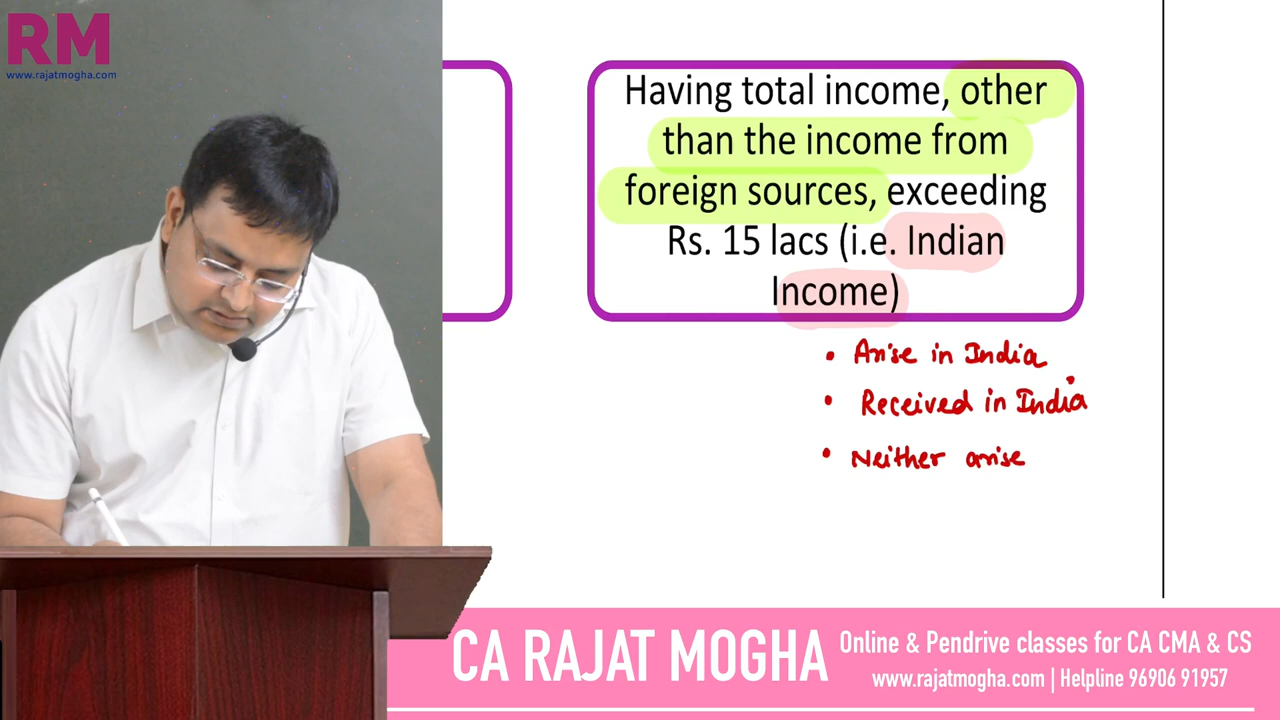 RM
www.rajatmogha.com
Having total income, other
than the income from
foreign sources, exceeding
Rs. 15 lacs (i.e. Indian
Income)
• Arise in India
• Received in India
• Neither arise
CA RAJAT MOGHA
Online & Pendrive classes for CA CMA & CS
www.rajatmogha.com | Helpline 96906 91957